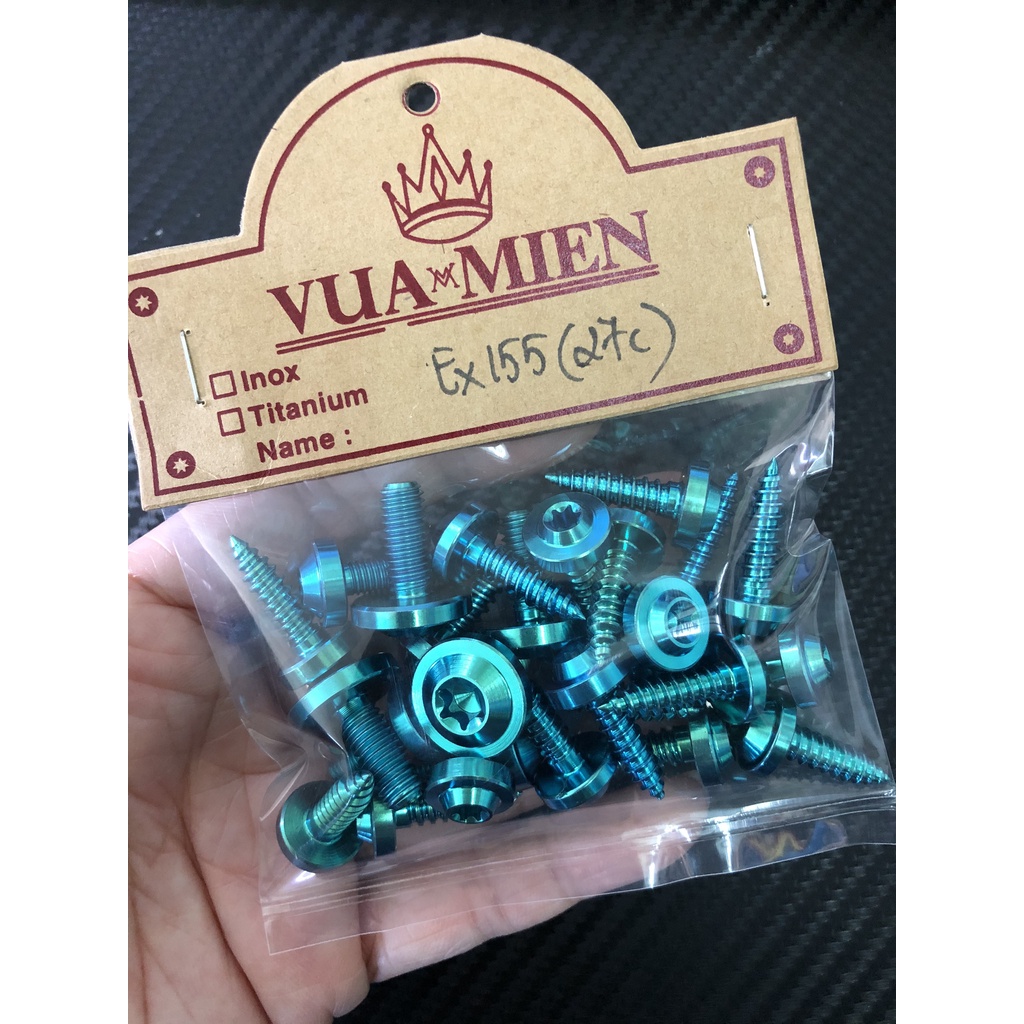 VUA MIEN
Ex155 (27c)
Inox
Titanium
Name :